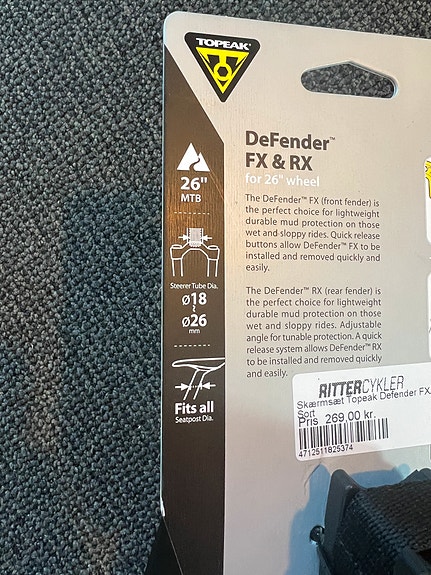 TOPEAK
DeFender™
FX & RX
for 26" wheel
The DeFender™ FX (front fender) is
the perfect choice for lightweight
durable mud protection on those
wet and sloppy rides. Quick release
buttons allow DeFender™ FX to be
installed and removed quickly and
easily.
The DeFender™ RX (rear fender) is
the perfect choice for lightweight
durable mud protection on those
wet and sloppy rides. Adjustable
angle for tunable protection. A quick
release system allows DeFender™ RX
to be installed and removed quickly
and easily.
26"
MTB
Steerer Tube Dia.
ø18
~
ø26
mm
Fits all
Seatpost Dia.
RITTERCYKLER
Skærmsæt Topeak Defender FX
Sort
Pris 269,00 kr.
4712511825374